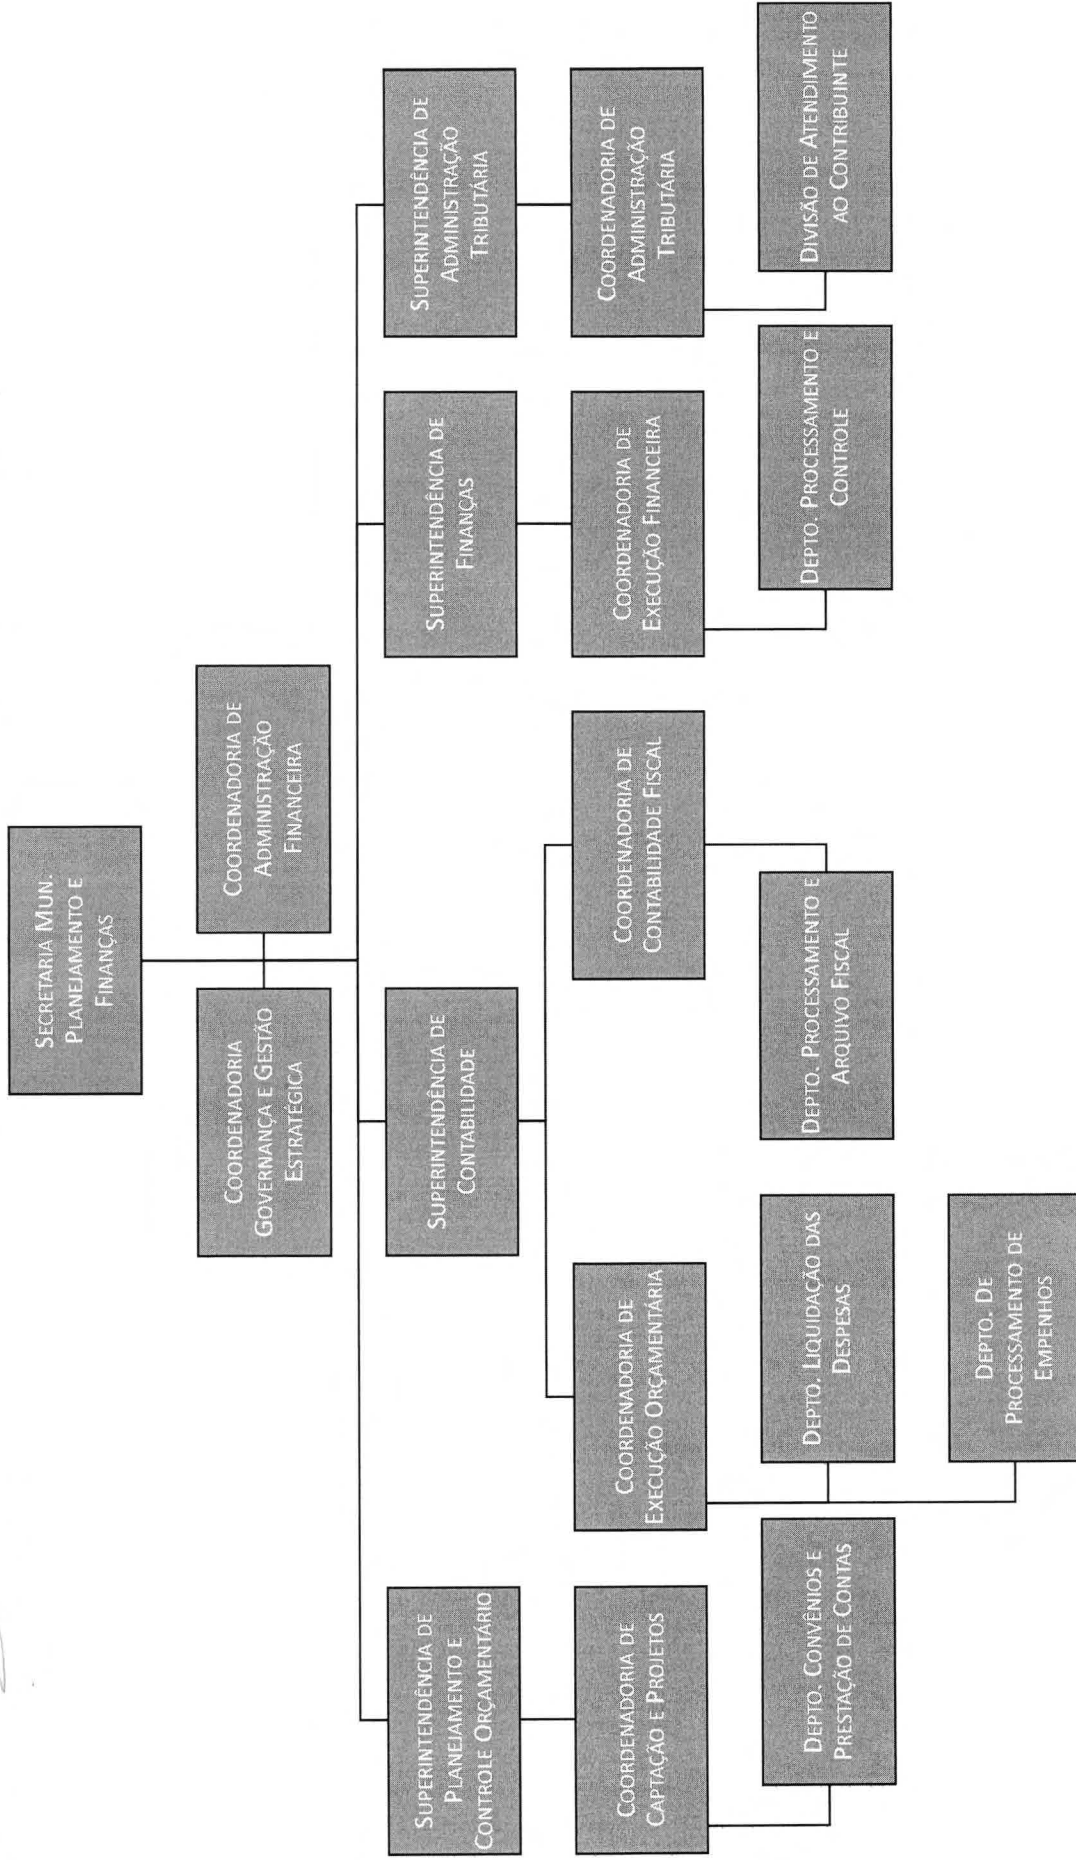 SECRETARIA MUN.
PLANEJAMENTO E
FINANÇAS
COORDENADORIA
GOVERNANÇA E GESTÃO
ESTRATÉGICA
COORDENADORIA DE
ADMINISTRAÇÃO
FINANCEIRA
SUPERINTENDÊNCIA DE
PLANEJAMENTO E
CONTROLE ORÇAMENTÁRIO
SUPERINTENDÊNCIA DE
CONTABILIDADE
SUPERINTENDÊNCIA DE
FINANÇAS
SUPERINTENDÊNCIA DE
ADMINISTRAÇÃO
TRIBUTÁRIA
COORDENADORIA DE
CAPTAÇÃO E PROJETOS
COORDENADORIA DE
EXECUÇÃO ORÇAMENTÁRIA
COORDENADORIA DE
CONTABILIDADE FISCAL
COORDENADORIA DE
EXECUÇÃO FINANCEIRA
COORDENADORIA DE
ADMINISTRAÇÃO
TRIBUTÁRIA
DEPTO. CONVÊNIOS E
PRESTAÇÃO DE CONTAS
DEPTO. LIQUIDAÇÃO DAS
DESPESAS
DEPTO. PROCESSAMENTO E
ARQUIVO FISCAL
DEPTO. PROCESSAMENTO E
CONTROLE
DIVISÃO DE ATENDIMENTO
AO CONTRIBUINTE
DEPTO. DE
PROCESSAMENTO DE
EMPENHOS